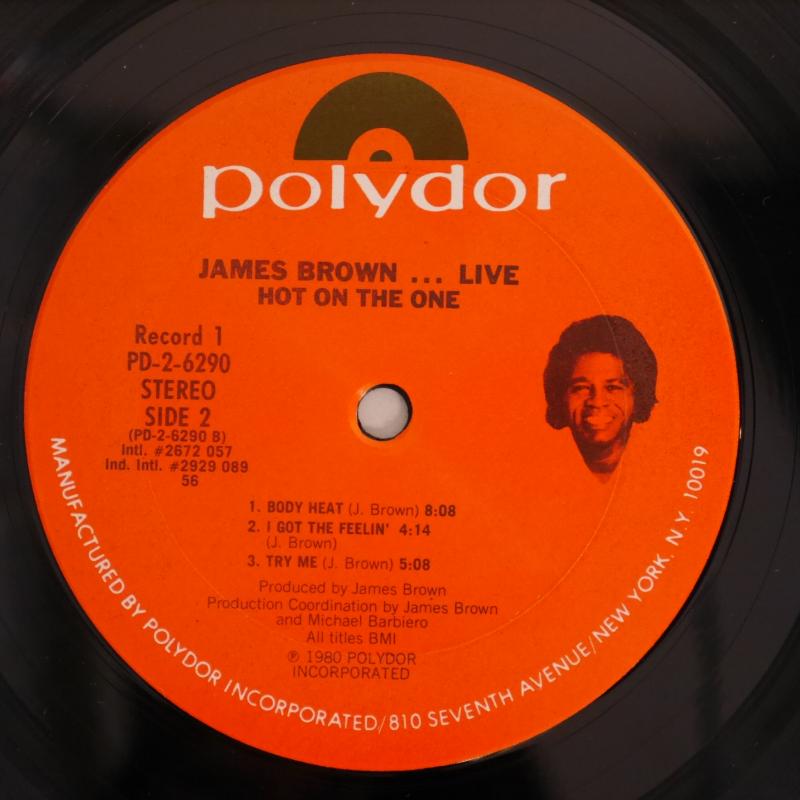 polydor
JAMES BROWN ... LIVE
HOT ON THE ONE
Record 1
PD-2-6290
STEREO
SIDE 2
(PD-2-6290 B)
Intl. #2672 057
Ind. Intl. #2929 089
56
1. BODY HEAT (J. Brown) 8:08
2. I GOT THE FEELIN' 4:14
(J. Brown)
3. TRY ME (J. Brown) 5:08
Produced by James Brown
Production Coordination by James Brown
and Michael Barbiero
All titles BMI
℗ 1980 POLYDOR
INCORPORATED
MANUFACTURED BY POLYDOR INCORPORATED/810 SEVENTH AVENUE/NEW YORK, N.Y. 10019